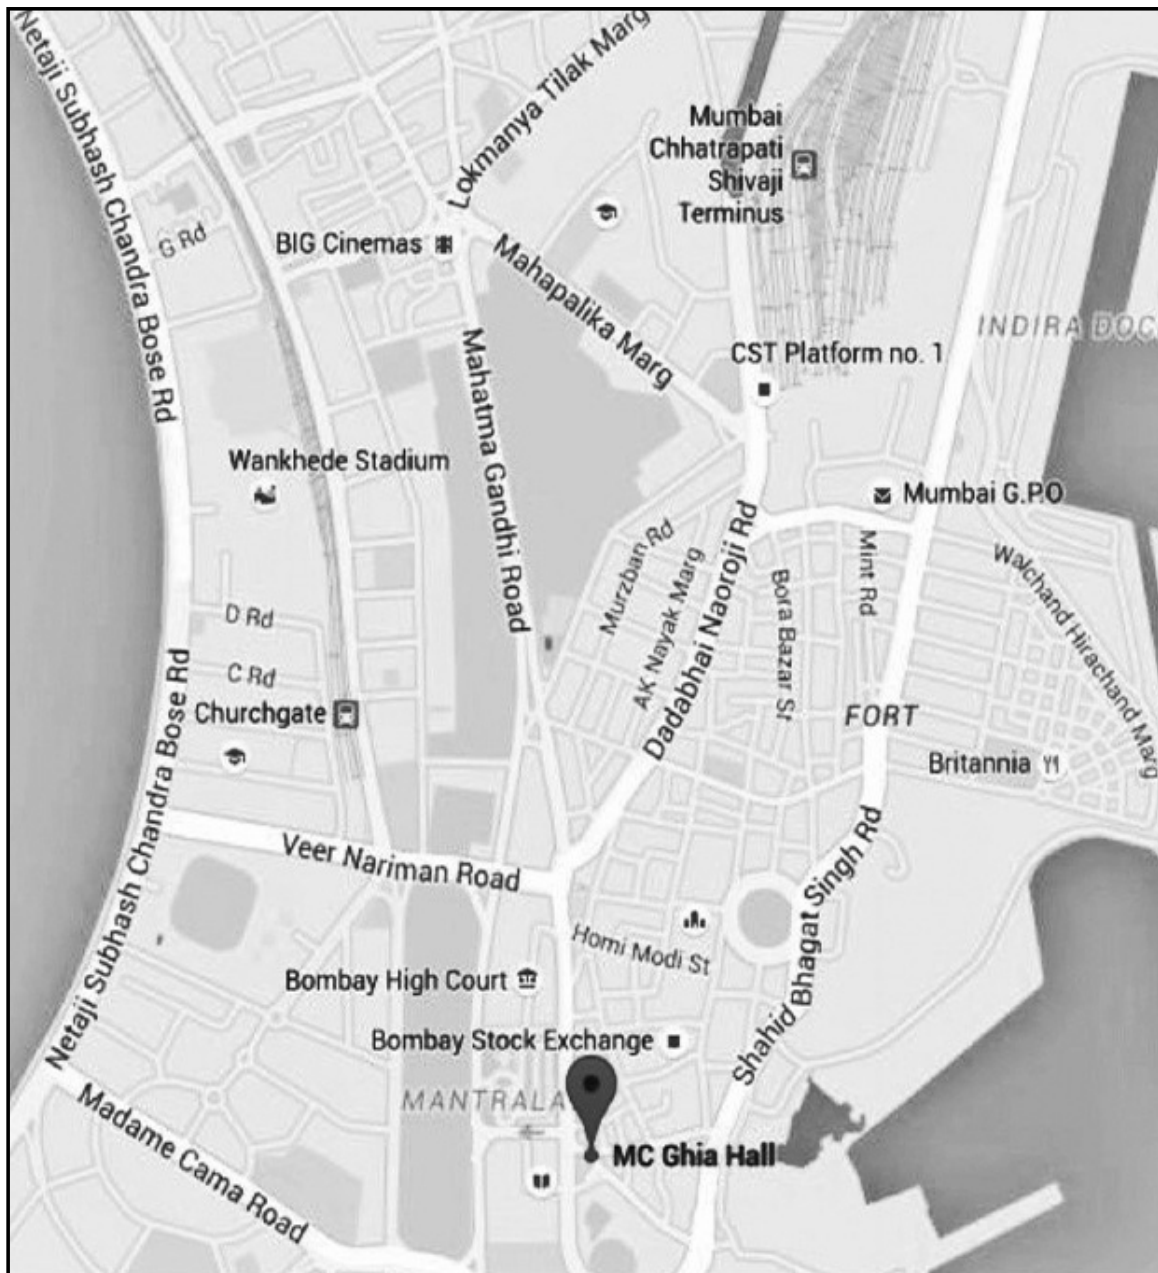 Netaji Subhash Chandra Bose Rd
Lokmanya Tilak Marg
Mumbai
Chhatrapati
Shivaji
Terminus
G Rd
BIG Cinemas
Mahapalika Marg
INDIRA DOC
CST Platform no. 1
Mahatma Gandhi Road
Wankhede Stadium
Mumbai G.P.O
Murzban Rd
AK Nayak Marg
Dadabhai Naoroji Rd
Bora Bazar St
Mint Rd
Walchand Hirachand Marg
D Rd
C Rd
Churchgate
FORT
Britannia
Netaji Subhash Chandra Bose Rd
Veer Nariman Road
Shahid Bhagat Singh Rd
Homi Modi St
Bombay High Court
Bombay Stock Exchange
MANTRALA
Madame Cama Road
MC Ghia Hall